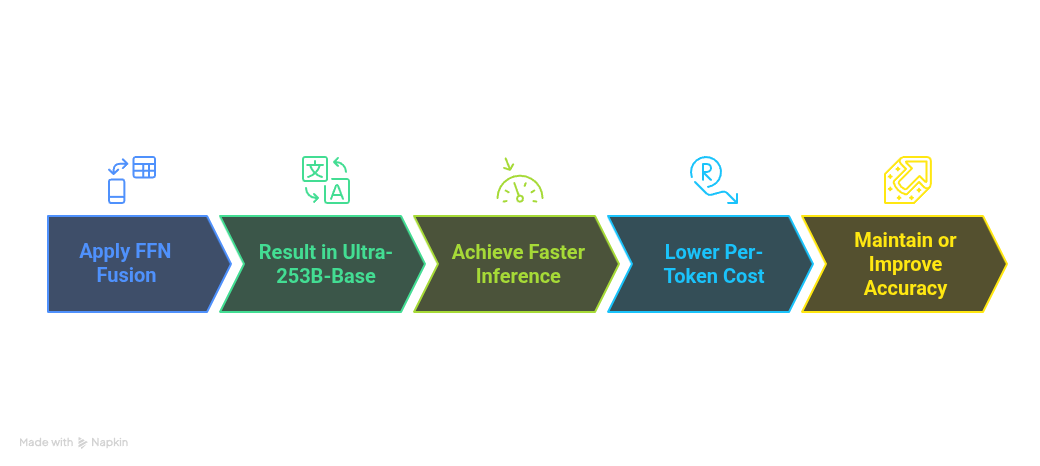 Apply FFN
Fusion
Result in Ultra-
253B-Base
Achieve Faster
Inference
Lower Per-
Token Cost
Maintain or
Improve
Accuracy
文
A
R
Made with Napkin